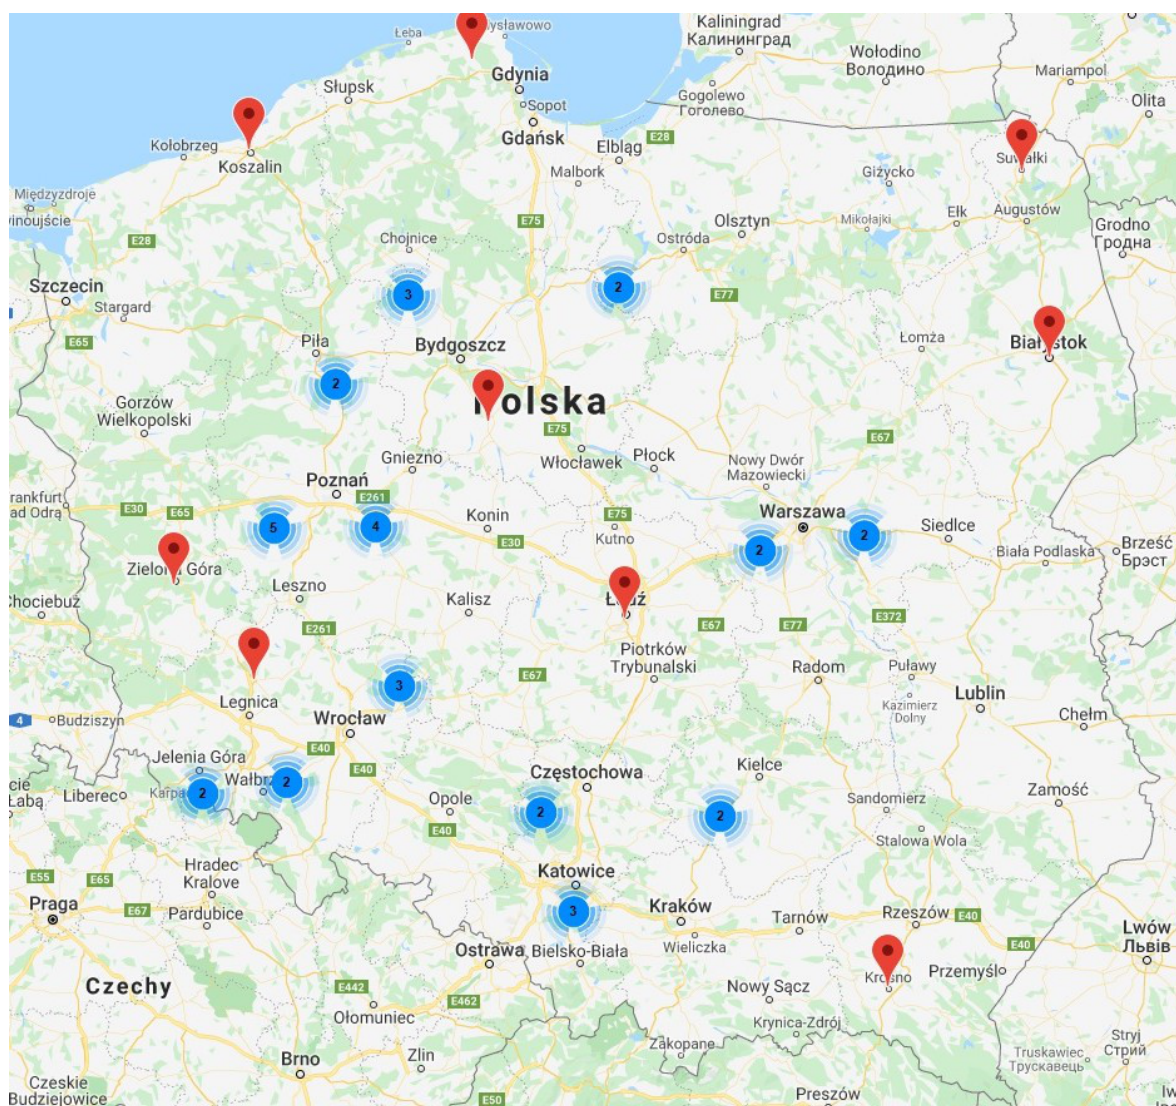 Łeba
ysławowo
Kaliningrad
Калининград
Wołodino
Володино
Mariampol
Olita
Gdynia
Słupsk
Gogolewo
Гоголево
Sopot
Gdańsk
E28
Elbląg
Kołobrzeg
Koszalin
Suwałki
Malbork
Giżycko
Międzyzdroje
winoujście
E75
Olsztyn
Mikołajki
Ełk
Augustów
Grodno
Гродна
E28
Chojnice
Ostróda
Szczecin
Stargard
3
2
E77
E65
Piła
Bydgoszcz
Łomża
Białystok
2
Gorzów
Wielkopolski
Polska
E75
E67
Gniezno
Włocławek
Płock
Nowy Dwór
Mazowiecki
Poznań
E261
rankfurt
ad Odrą
E30
E65
5
4
Konin
E30
E75
Kutno
Warszawa
2
2
Siedlce
Biała Podlaska
Brześć
Брэст
Zielona Góra
Leszno
Kalisz
Łódź
Chociebuż
E261
E67
E77
E372
Piotrków
Trybunalski
Radom
Puławy
3
E67
Kazimierz
Dolny
Lublin
Legnica
Wrocław
4
Budziszyn
Chełm
E40
Jelenia Góra
E40
Częstochowa
Kielce
cie
Łabą
Liberec
2
2
Opole
2
2
Sandomierz
Zamość
E40
Stalowa Wola
Hradec
Kralove
Katowice
E55
E65
Praga
E67
Pardubice
3
Kraków
Tarnów
Rzeszów
E40
E40
Lwów
Львів
Ostrawa
Bielsko-Biała
Wieliczka
Krosno
Przemyśl
Czechy
E442
E462
Nowy Sącz
Ołomuniec
Krynica-Zdrój
Zakopane
Stryj
Стрий
Brno
Zlin
Truskawiec
Трускавець
Czeskie
Budziejowice
E50
Preszów